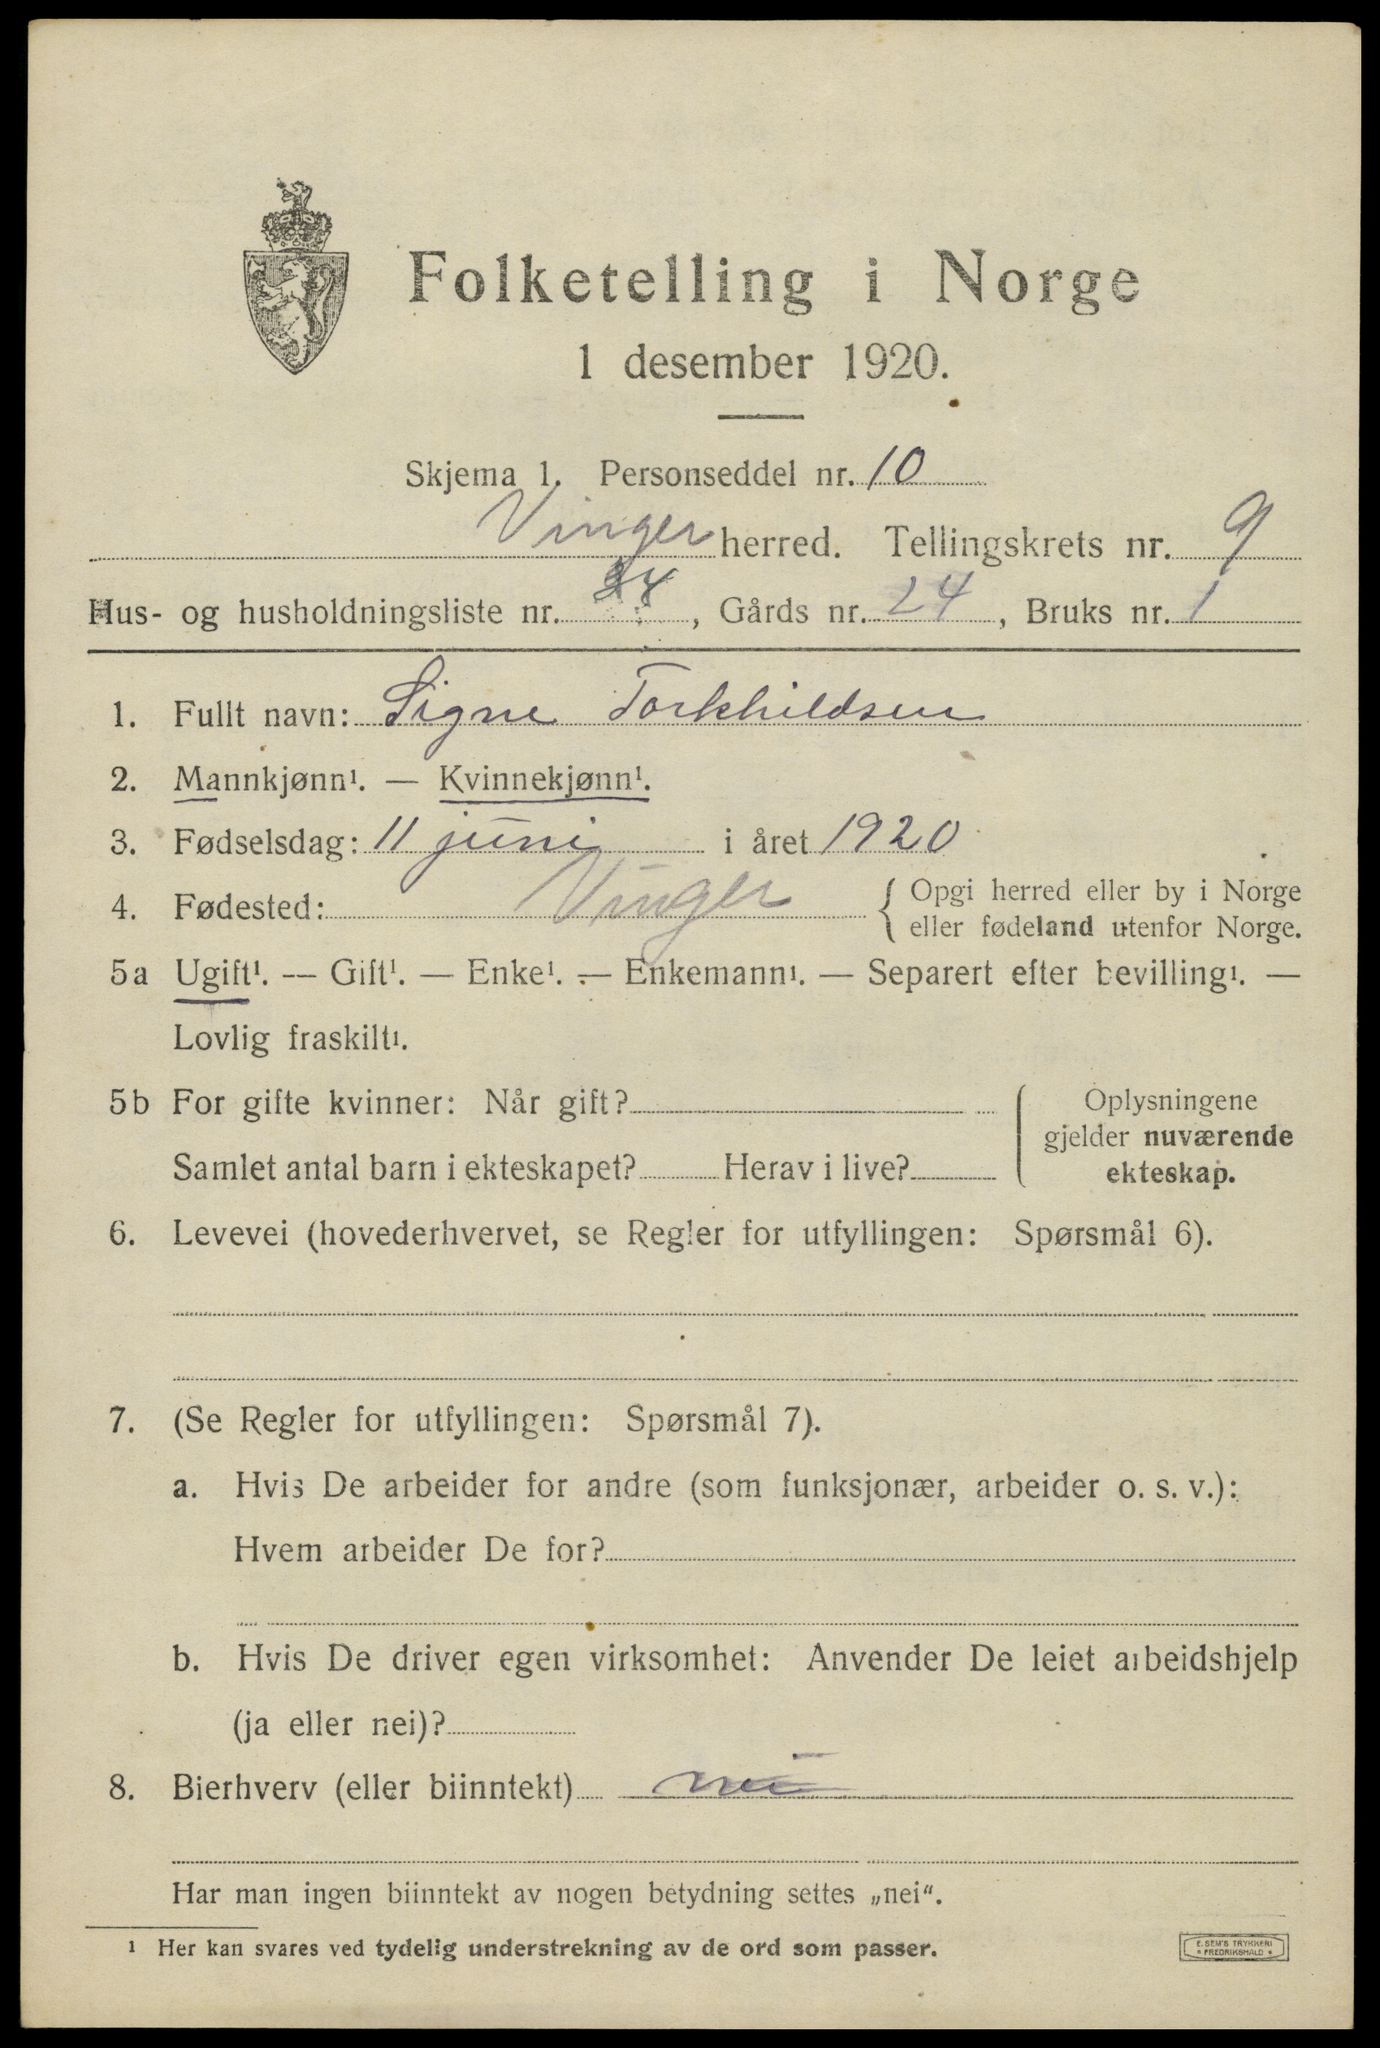 Folketelling i Norge
1 desember 1920.
Skjema 1. Personseddel nr. 10
Vinger herred. Tellingskrets nr. 9
Hus- og husholdningsliste nr. 34, Gårds nr. 24, Bruks nr. 1
1. Fullt navn: Signe Torkhildsen
2. Mannkjønn¹. — Kvinnekjønn¹.
3. Fødselsdag: 11 juni i året 1920
4. Fødested: Vinger { Opgi herred eller by i Norge
eller fødeland utenfor Norge.
5a Ugift¹. — Gift¹. — Enke¹. — Enkemann¹. — Separert efter bevilling¹. —
Lovlig fraskilt¹.
5b For gifte kvinner: Når gift?
Samlet antal barn i ekteskapet? Herav i live?
Oplysningene
gjelder nuværende
ekteskap.
6. Levevei (hovederhvervet, se Regler for utfyllingen: Spørsmål 6).
7. (Se Regler for utfyllingen: Spørsmål 7).
a. Hvis De arbeider for andre (som funksjonær, arbeider o. s. v.):
Hvem arbeider De for?
b. Hvis De driver egen virksomhet: Anvender De leiet arbeidshjelp
(ja eller nei)?
8. Bierhverv (eller biinntekt) nei
Har man ingen biinntekt av nogen betydning settes „nei“.
¹ Her kan svares ved tydelig understrekning av de ord som passer.
E. SEM'S TRYKKERI
* FREDRIKSHALD *